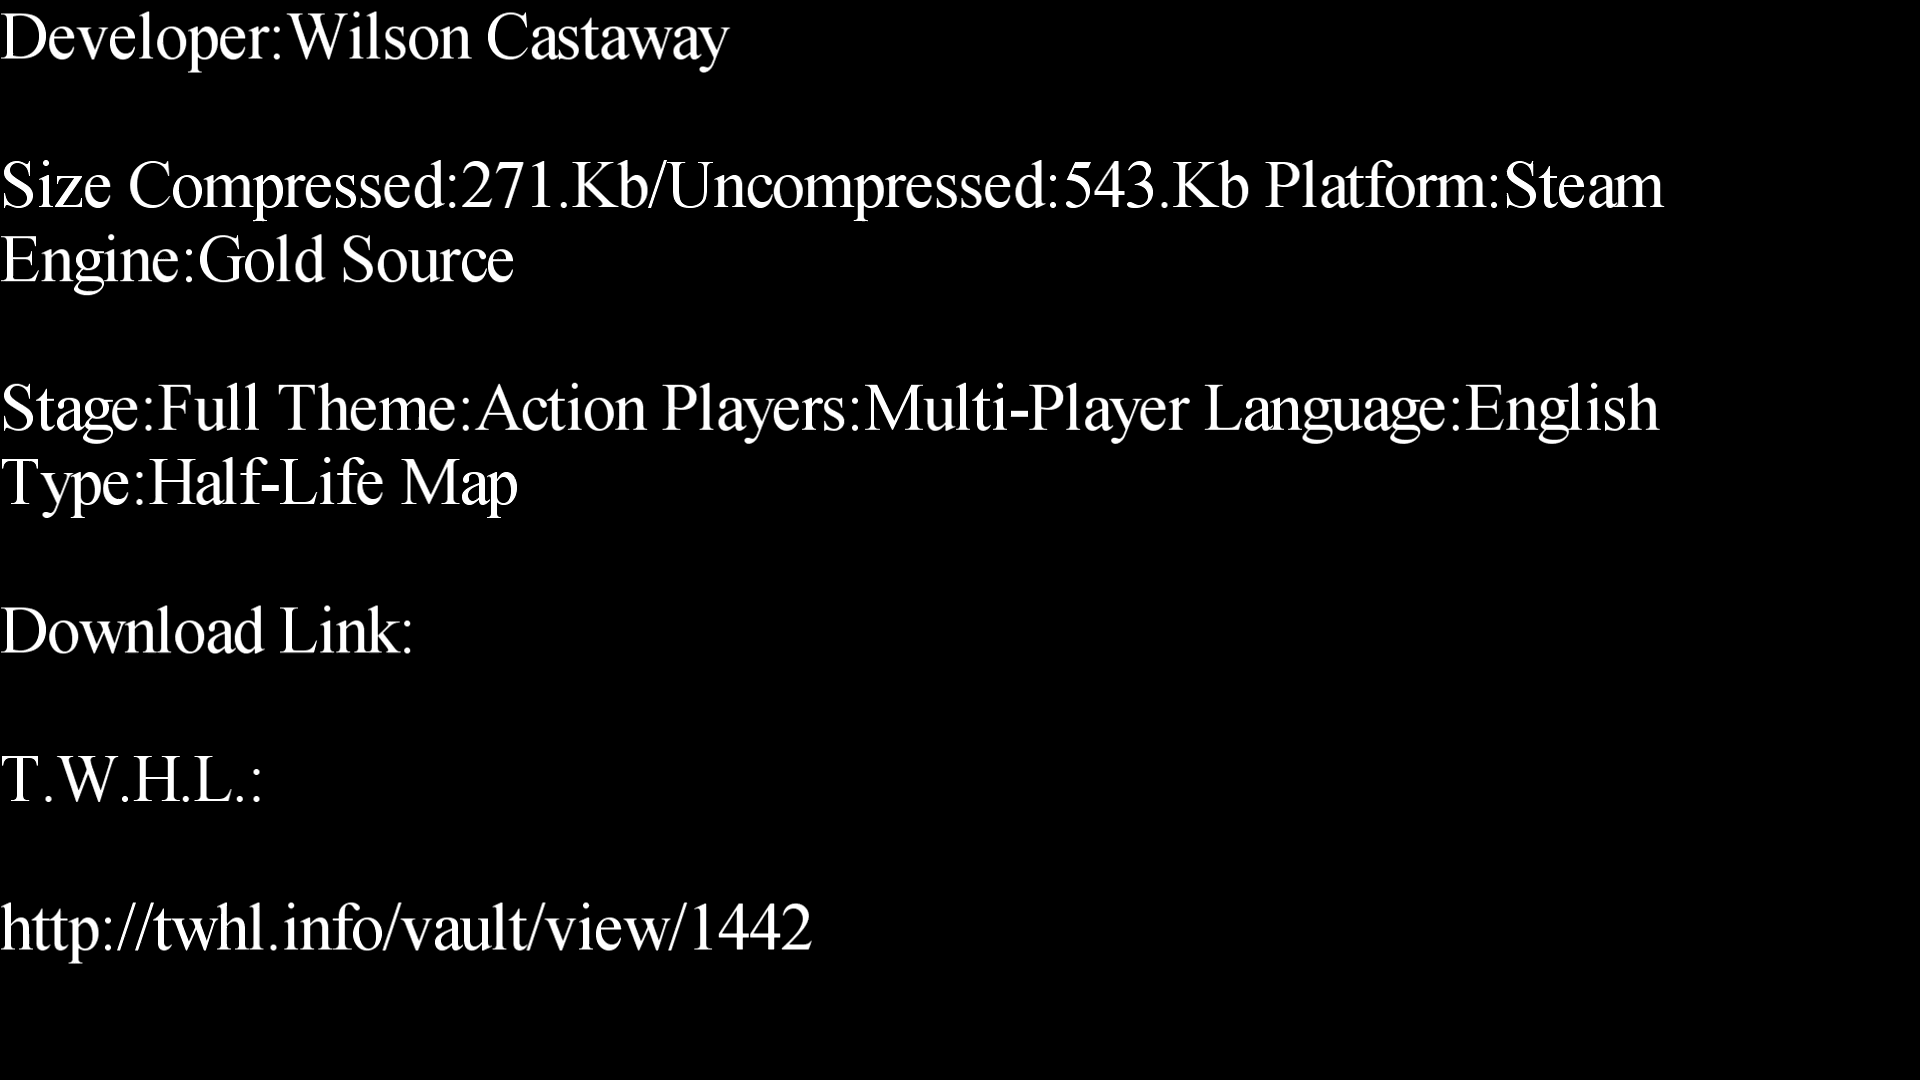 Developer:Wilson Castaway
Size Compressed:271.Kb/Uncompressed:543.Kb Platform:Steam
Engine:Gold Source
Stage:Full Theme:Action Players:Multi-Player Language:English
Type:Half-Life Map
Download Link:
T.W.H.L.:
http://twhl.info/vault/view/1442